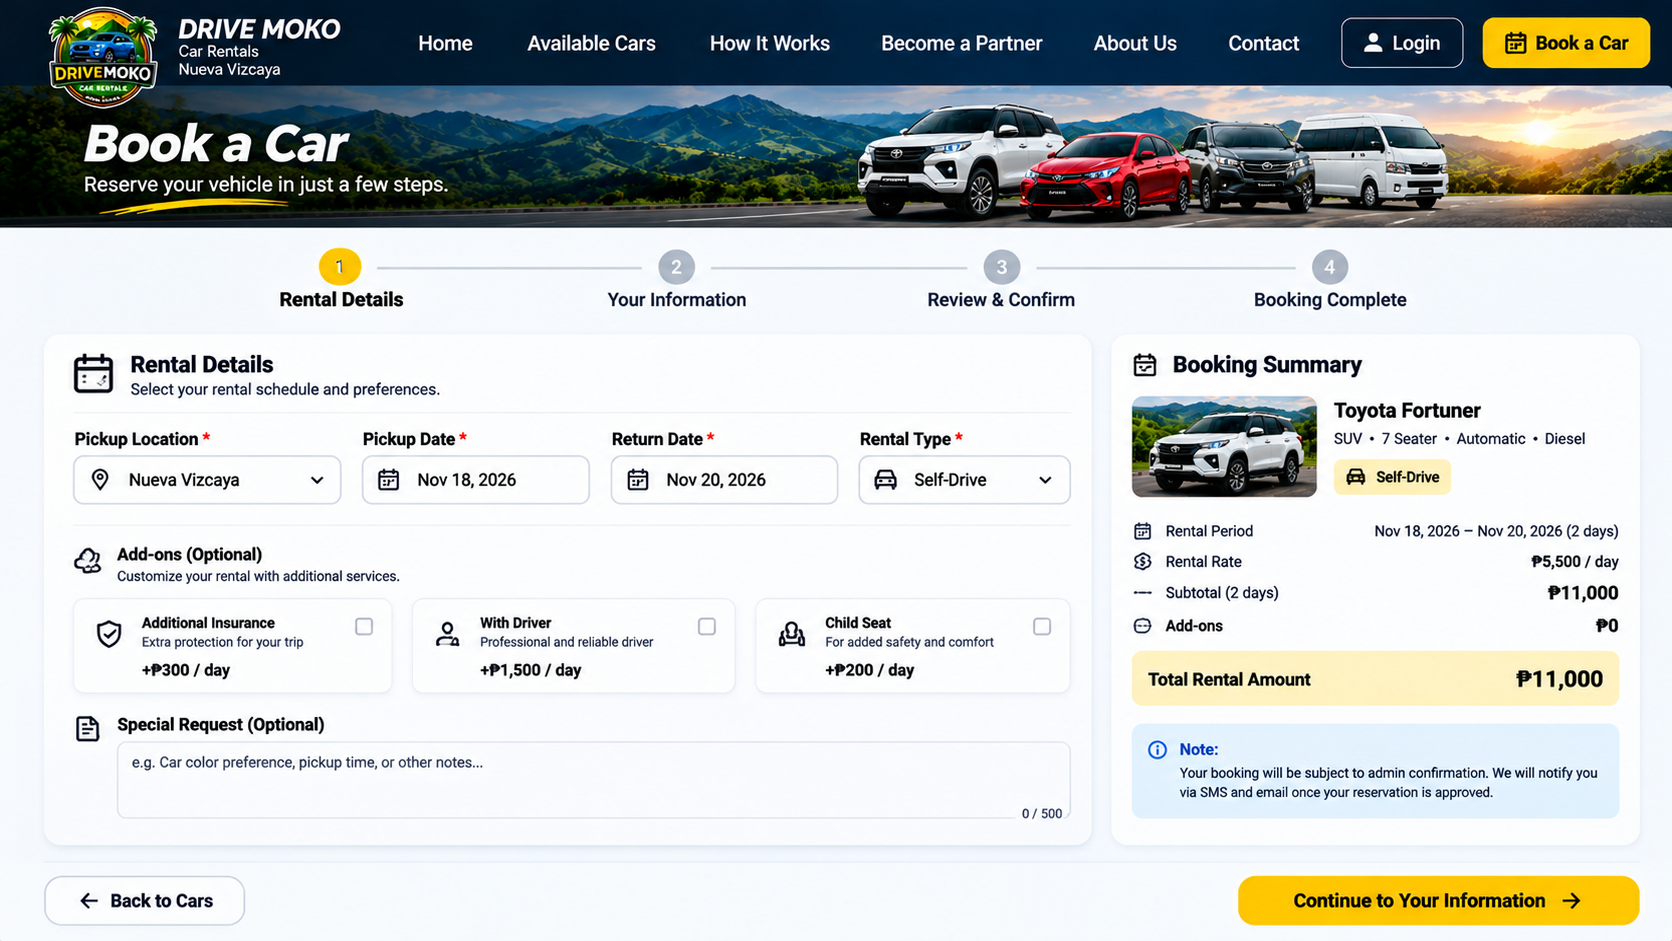 DRIVEMOKO
CAR RENTALS
DRIVE MOKO
Car Rentals
Nueva Vizcaya
Home
Available Cars
How It Works
Become a Partner
About Us
Contact
Login
Book a Car
Book a Car
Reserve your vehicle in just a few steps.
1
Rental Details
2
Your Information
3
Review & Confirm
4
Booking Complete
Rental Details
Select your rental schedule and preferences.
Pickup Location *
Nueva Vizcaya
Pickup Date *
Nov 18, 2026
Return Date *
Nov 20, 2026
Rental Type *
Self-Drive
Add-ons (Optional)
Customize your rental with additional services.
Additional Insurance
Extra protection for your trip
+₱300 / day
With Driver
Professional and reliable driver
+₱1,500 / day
Child Seat
For added safety and comfort
+₱200 / day
Special Request (Optional)
e.g. Car color preference, pickup time, or other notes...
0 / 500
Booking Summary
Toyota Fortuner
SUV • 7 Seater • Automatic • Diesel
Self-Drive
Rental Period Nov 18, 2026 – Nov 20, 2026 (2 days)
Rental Rate ₱5,500 / day
Subtotal (2 days) ₱11,000
Add-ons ₱0
Total Rental Amount ₱11,000
Note:
Your booking will be subject to admin confirmation. We will notify you
via SMS and email once your reservation is approved.
← Back to Cars
Continue to Your Information →